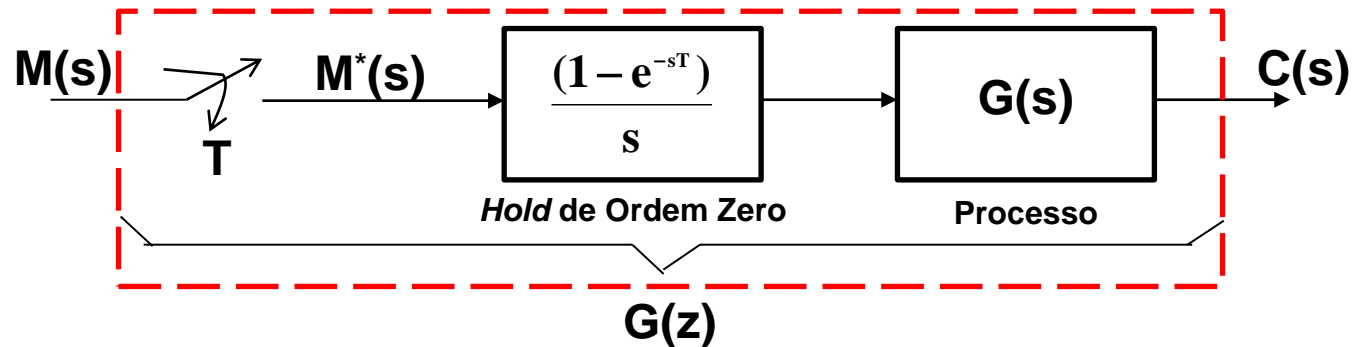 M(s) M*(s) (1 – e^-sT) / s G(s) C(s)
T
Hold de Ordem Zero Processo
G(z)